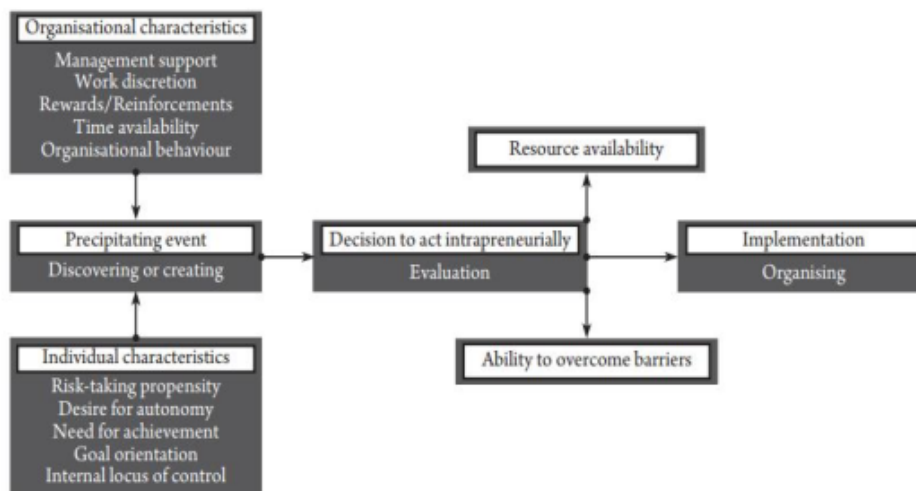 Organisational characteristics
Management support
Work discretion
Rewards/Reinforcements
Time availability
Organisational behaviour
Resource availability
Precipitating event
Discovering or creating
Decision to act intrapreneurially
Evaluation
Implementation
Organising
Individual characteristics
Risk-taking propensity
Desire for autonomy
Need for achievement
Goal orientation
Internal locus of control
Ability to overcome barriers